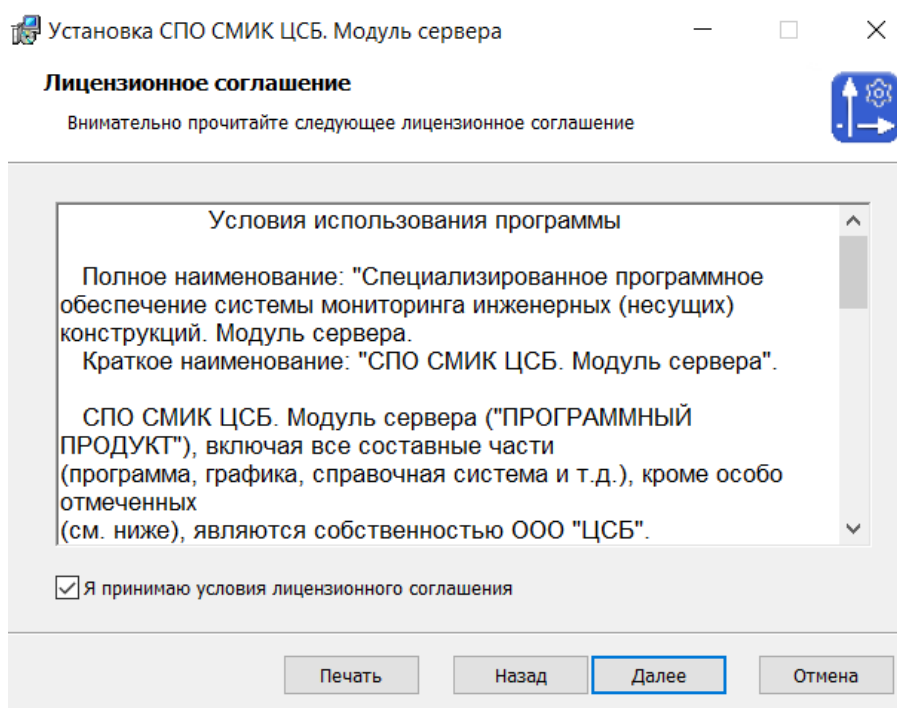 Установка СПО СМИК ЦСБ. Модуль сервера
Лицензионное соглашение
Внимательно прочитайте следующее лицензионное соглашение
Условия использования программы
Полное наименование: "Специализированное программное
обеспечение системы мониторинга инженерных (несущих)
конструкций. Модуль сервера.
Краткое наименование: "СПО СМИК ЦСБ. Модуль сервера".
СПО СМИК ЦСБ. Модуль сервера ("ПРОГРАММНЫЙ
ПРОДУКТ"), включая все составные части
(программа, графика, справочная система и т.д.), кроме особо
отмеченных
(см. ниже), являются собственностью ООО "ЦСБ".
Я принимаю условия лицензионного соглашения
Печать Назад Далее Отмена